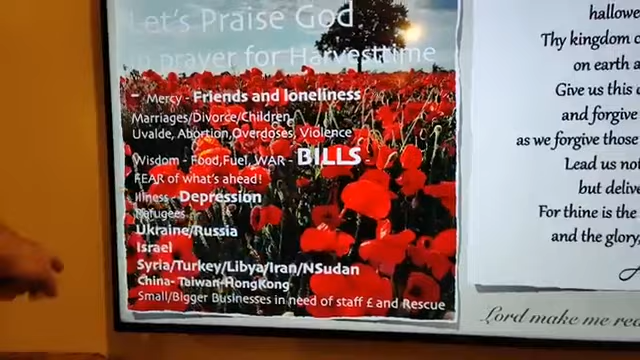 Let's Praise God
in prayer for Harvesttime
- Mercy - Friends and loneliness
Marriages/Divorce/Children,
Uvalde, Abortion,Overdoses, Violence
Wisdom - Food,Fuel, WAR - BILLS
FEAR of what's ahead!
Illness - Depression
Refugees
Ukraine/Russia
Israel
Syria/Turkey/Libya/Iran/NSudan
China- Taiwan-HongKong
Small/Bigger Businesses in need of staff £ and Rescue
Thy kingdom
on earth
Give us this
and forgive
as we forgive those
Lead us
but deliver
For thine is the
and the glory,
Lord make me